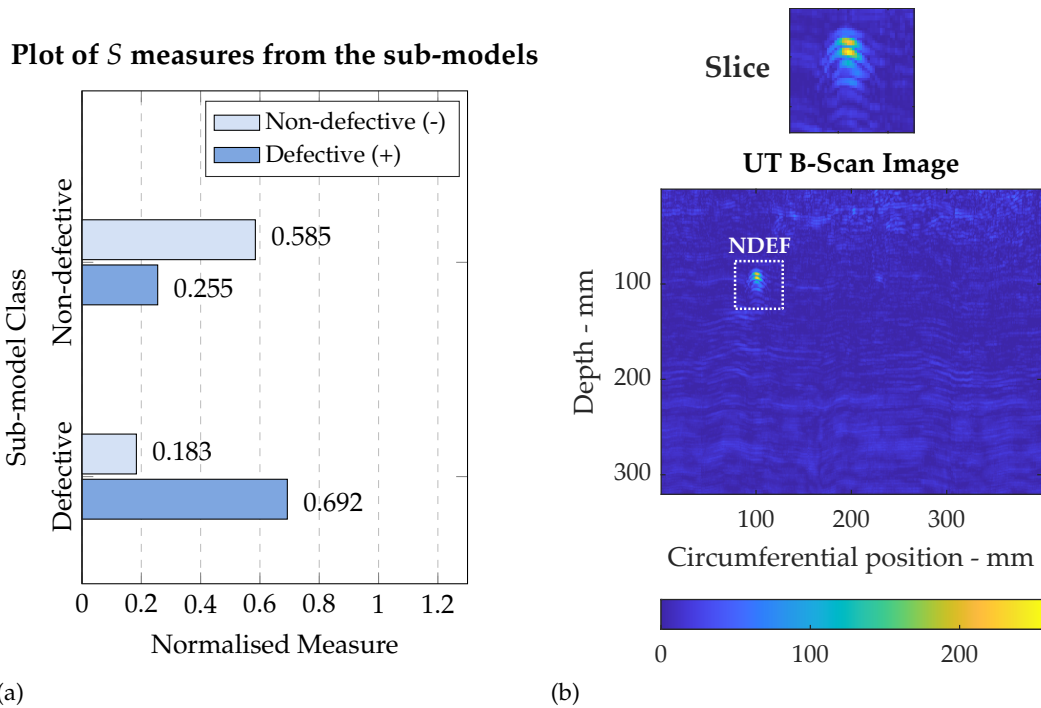 Plot of S measures from the sub-models
Non-defective (-)
Defective (+)
Sub-model Class
Non-defective
Defective
0.585
0.255
0.183
0.692
0 0.2 0.4 0.6 0.8 1 1.2
Normalised Measure
(a)
Slice
UT B-Scan Image
NDEF
Depth - mm
100
200
300
100 200 300
Circumferential position - mm
0 100 200
(b)